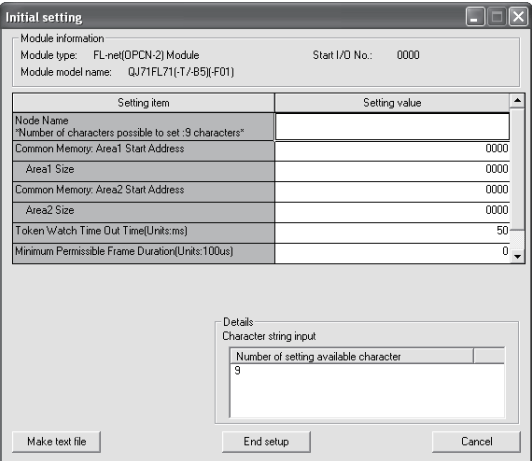 Initial setting
Module information
Module type: FL-net(OPCN-2) Module Start I/O No.: 0000
Module model name: QJ71FL71(-T/-B5)(-F01)
Setting item Setting value
Node Name
*Number of characters possible to set :9 characters*
Common Memory: Area1 Start Address 0000
Area1 Size 0000
Common Memory: Area2 Start Address 0000
Area2 Size 0000
Token Watch Time Out Time(Units:ms) 50
Minimum Permissible Frame Duration(Units:100us) 0
Details
Character string input
Number of setting available character
9
Make text file End setup Cancel